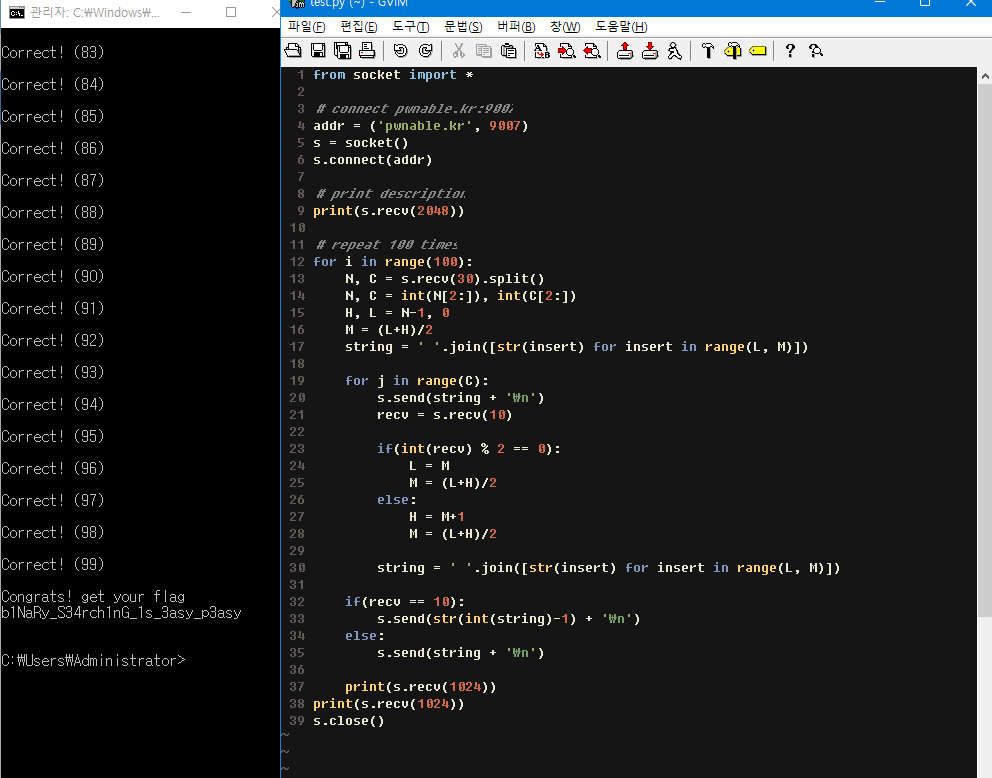 관리자: C:₩Windows₩...
Correct! (83)
Correct! (84)
Correct! (85)
Correct! (86)
Correct! (87)
Correct! (88)
Correct! (89)
Correct! (90)
Correct! (91)
Correct! (92)
Correct! (93)
Correct! (94)
Correct! (95)
Correct! (96)
Correct! (97)
Correct! (98)
Correct! (99)
Congrats! get your flag
b1NaRy_S34rch1nG_1s_3asy_p3asy
C:₩Users₩Administrator>
test.py (~) - GVIM
파일(F) 편집(E) 도구(T) 문법(S) 버퍼(B) 창(W) 도움말(H)
1 from socket import *
2
3 # connect pwnable.kr:9007
4 addr = ('pwnable.kr', 9007)
5 s = socket()
6 s.connect(addr)
7
8 # print description
9 print(s.recv(2048))
10
11 # repeat 100 times
12 for i in range(100):
13     N, C = s.recv(30).split()
14     N, C = int(N[2:]), int(C[2:])
15     H, L = N-1, 0
16     M = (L+H)/2
17     string = ' '.join([str(insert) for insert in range(L, M)])
18
19     for j in range(C):
20         s.send(string + '₩n')
21         recv = s.recv(10)
22
23         if(int(recv) % 2 == 0):
24             L = M
25             M = (L+H)/2
26         else:
27             H = M+1
28             M = (L+H)/2
29
30         string = ' '.join([str(insert) for insert in range(L, M)])
31
32     if(recv == 10):
33         s.send(str(int(string)-1) + '₩n')
34     else:
35         s.send(string + '₩n')
36
37     print(s.recv(1024))
38 print(s.recv(1024))
39 s.close()
~
~
~